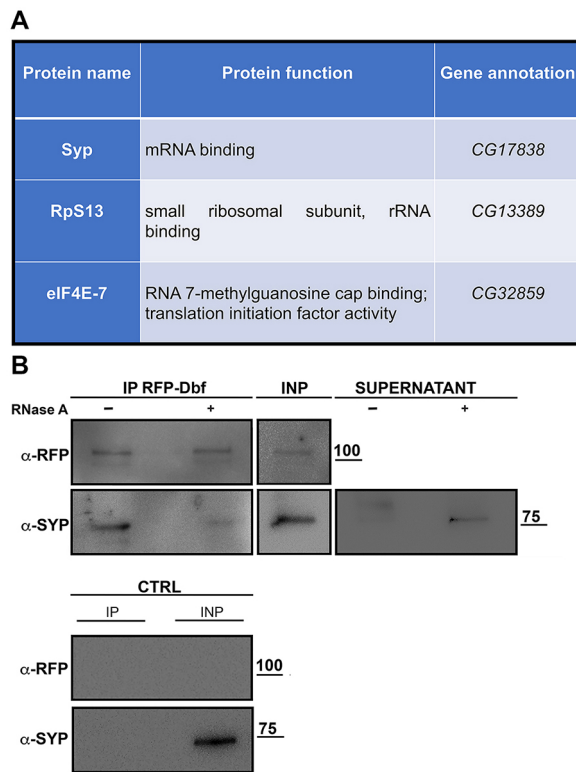 A
Protein name Protein function Gene annotation
Syp mRNA binding CG17838
RpS13 small ribosomal subunit, rRNA binding CG13389
eIF4E-7 RNA 7-methylguanosine cap binding; translation initiation factor activity CG32859
B
IP RFP-Dbf INP SUPERNATANT
RNase A – + – +
α-RFP 100
α-SYP 75
CTRL
IP INP
α-RFP 100
α-SYP 75